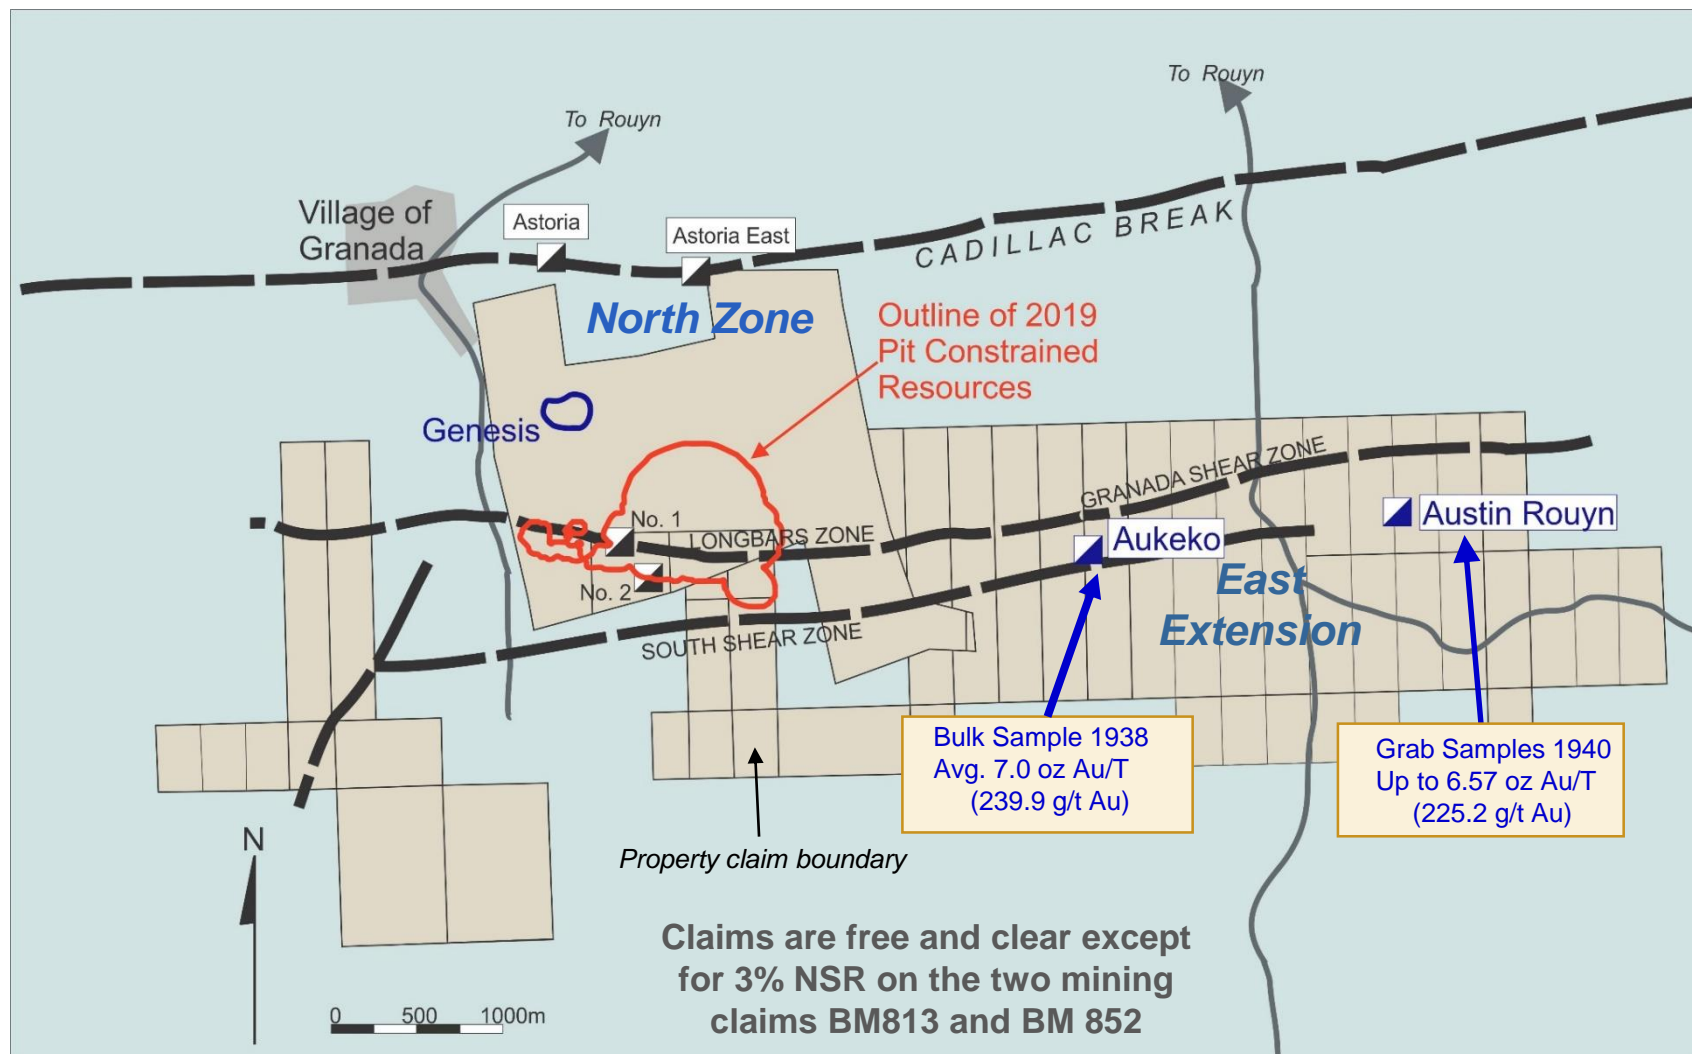 To Rouyn
To Rouyn
Village of
Granada
Astoria
Astoria East
CADILLAC BREAK
North Zone
Outline of 2019
Pit Constrained
Resources
Genesis
GRANADA SHEAR ZONE
No. 1
LONGBARS ZONE
Aukeko
Austin Rouyn
No. 2
East
Extension
SOUTH SHEAR ZONE
Bulk Sample 1938
Avg. 7.0 oz Au/T
(239.9 g/t Au)
Grab Samples 1940
Up to 6.57 oz Au/T
(225.2 g/t Au)
N
Property claim boundary
Claims are free and clear except
for 3% NSR on the two mining
claims BM813 and BM 852
0 500 1000m